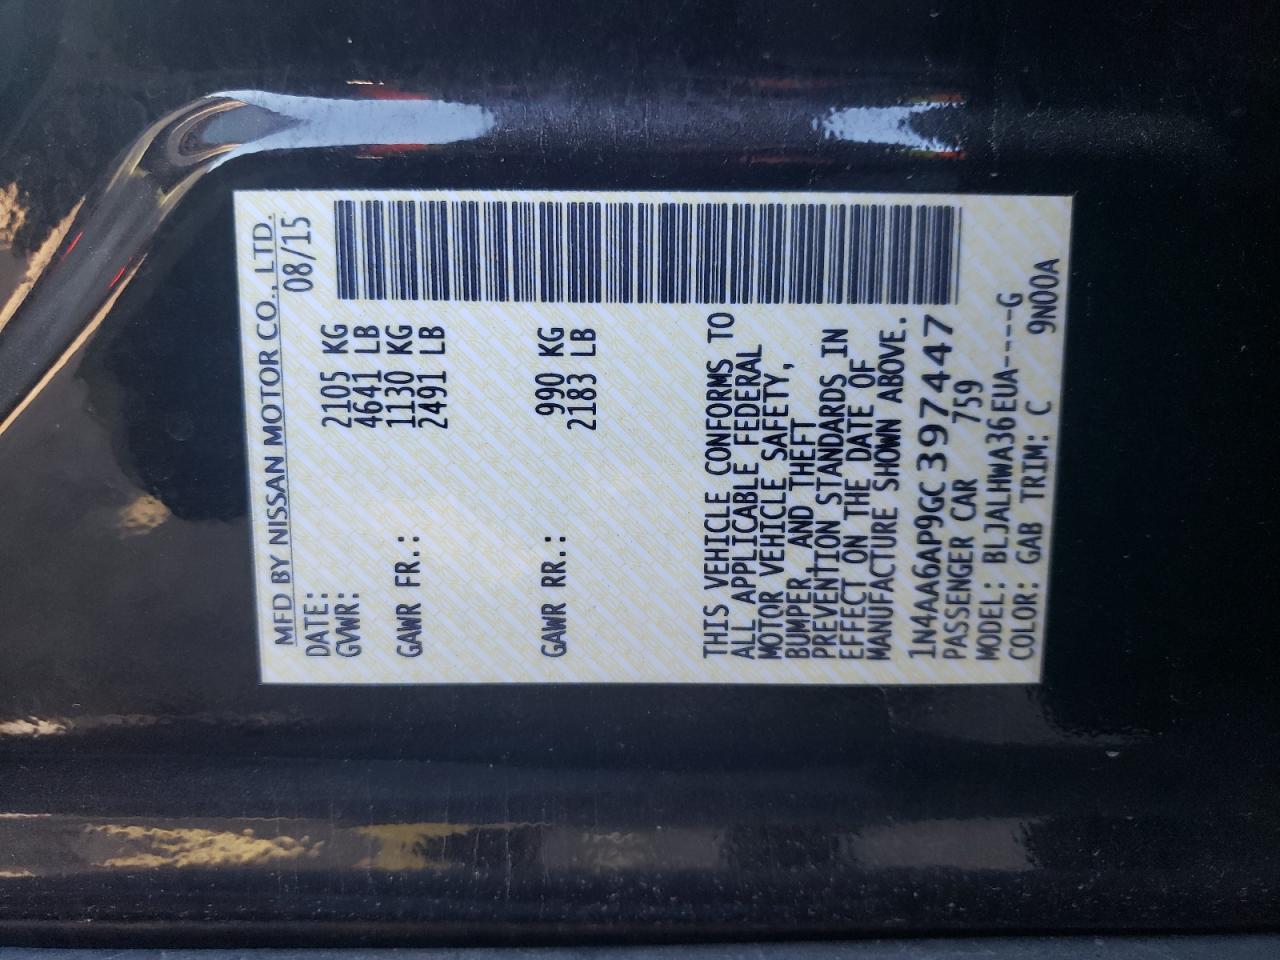 MFD BY NISSAN MOTOR CO., LTD.
DATE: 08/15
GVWR: 2105 KG
4641 LB
GAWR FR.: 1130 KG
2491 LB
GAWR RR.: 990 KG
2183 LB
THIS VEHICLE CONFORMS TO
ALL APPLICABLE FEDERAL
MOTOR VEHICLE SAFETY,
BUMPER, AND THEFT
PREVENTION STANDARDS IN
EFFECT ON THE DATE OF
MANUFACTURE SHOWN ABOVE.
1N4AA6AP9GC397447
PASSENGER CAR 759
MODEL: BLJALHWA36EUA----G
COLOR: GAB TRIM: C 9N00A